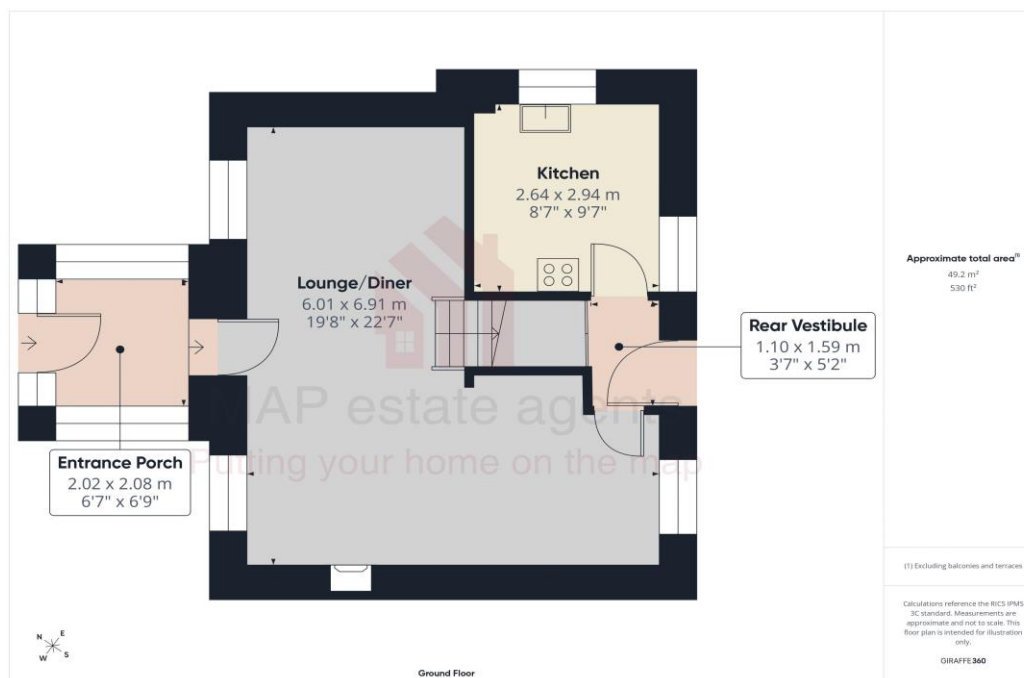 Kitchen
2.64 x 2.94 m
8'7" x 9'7"
Lounge/Diner
6.01 x 6.91 m
19'8" x 22'7"
Rear Vestibule
1.10 x 1.59 m
3'7" x 5'2"
Entrance Porch
2.02 x 2.08 m
6'7" x 6'9"
MAP estate agents
Putting your home on the map
Approximate total area(1)
49.2 m²
530 ft²
(1) Excluding balconies and terraces
Calculations reference the RICS IPMS
3C standard. Measurements are
approximate and not to scale. This
floor plan is intended for illustration
only.
GIRAFFE360
N E
W S
Ground Floor